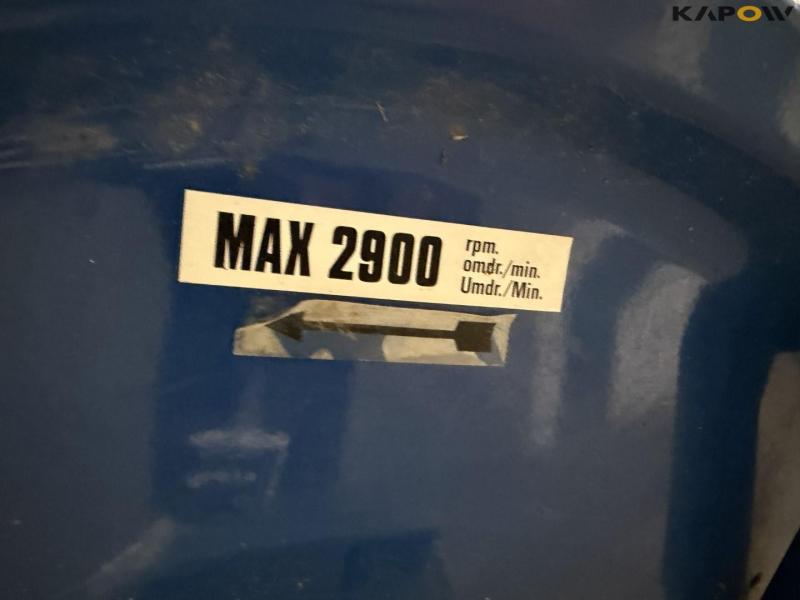 KAPOW
MAX 2900
rpm.
omdr./min.
Umdr./Min.